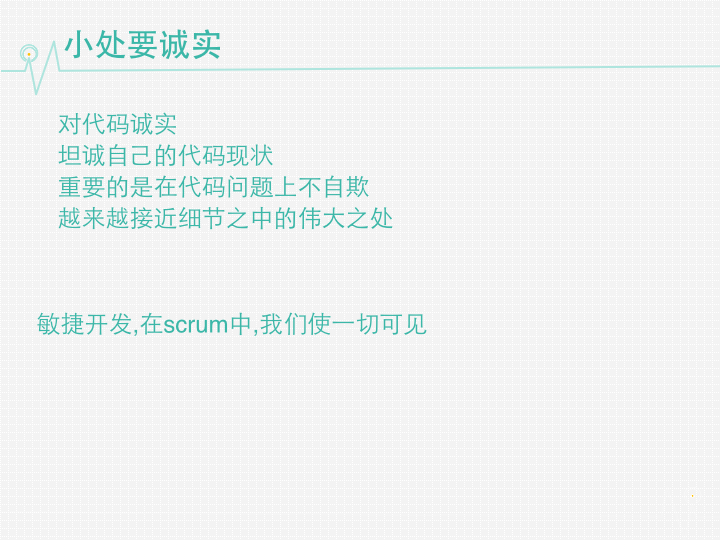 小处要诚实
对代码诚实
坦诚自己的代码现状
重要的是在代码问题上不自欺
越来越接近细节之中的伟大之处
敏捷开发,在scrum中,我们使一切可见